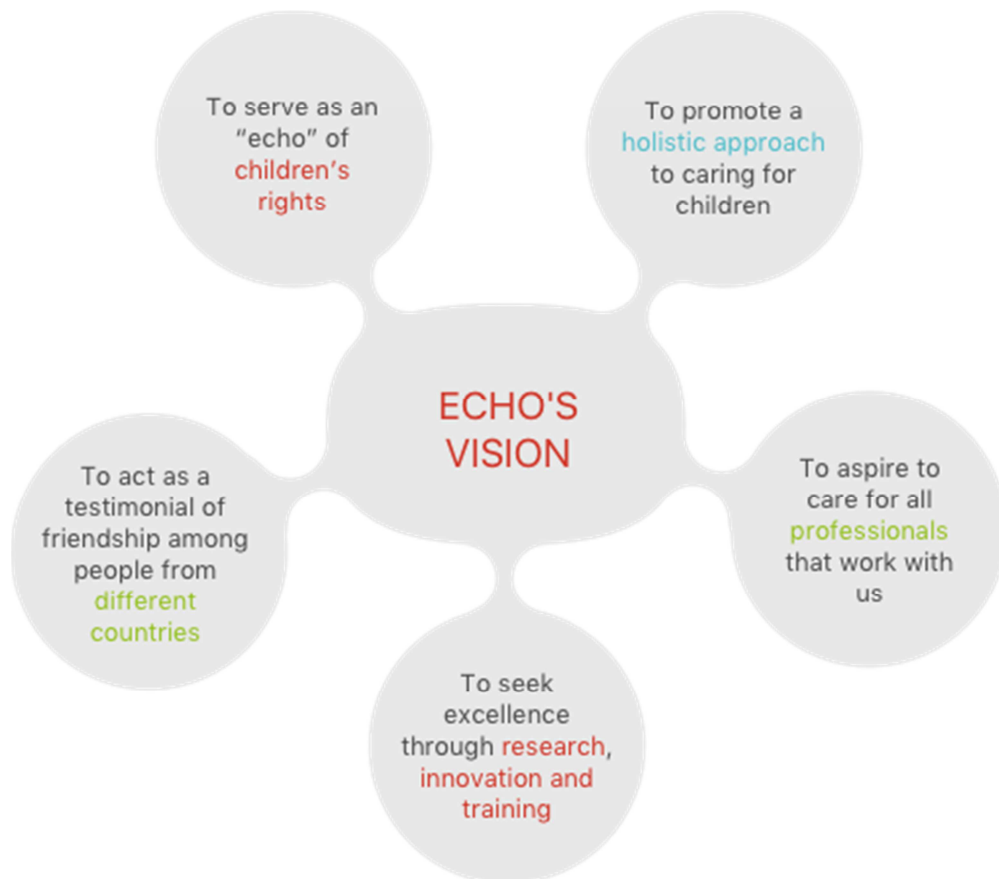 To serve as an
“echo” of
children’s
rights
To promote a
holistic approach
to caring for
children
ECHO'S
VISION
To act as a
testimonial of
friendship among
people from
different
countries
To aspire to
care for all
professionals
that work with
us
To seek
excellence
through research,
innovation and
training